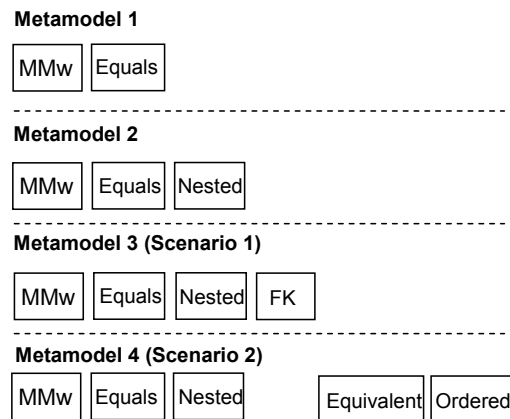 Metamodel 1
MMw Equals
Metamodel 2
MMw Equals Nested
Metamodel 3 (Scenario 1)
MMw Equals Nested FK
Metamodel 4 (Scenario 2)
MMw Equals Nested Equivalent Ordered